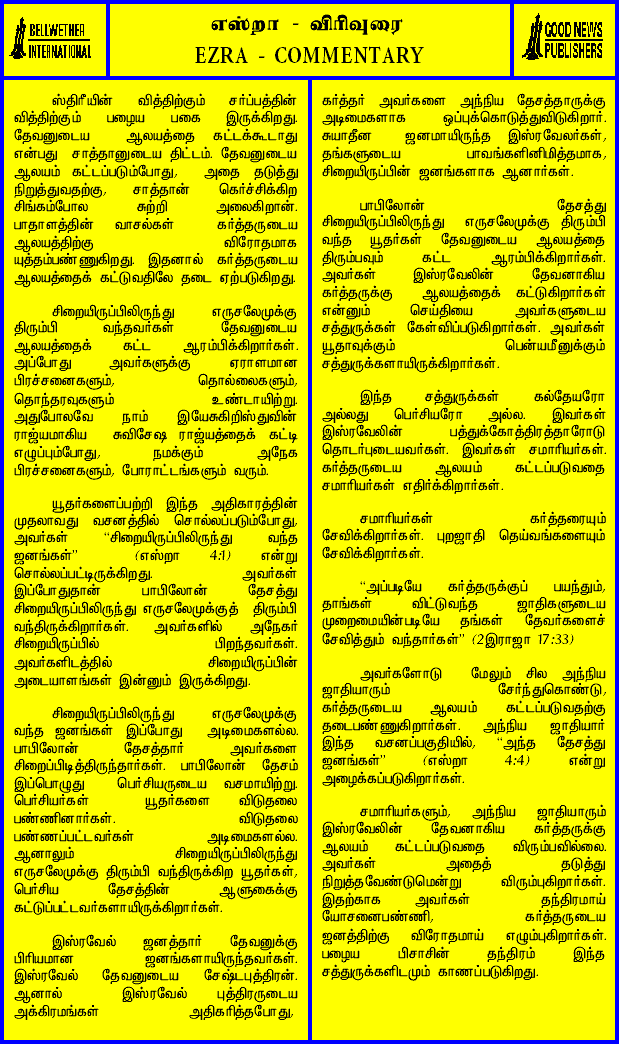 BELLWETHER
INTERNATIONAL
எஸ்றா - விரிவுரை
EZRA - COMMENTARY
GOOD NEWS
PUBLISHERS
ஸ்திரீயின் வித்திற்கும் சர்ப்பத்தின்
வித்திற்கும் பழைய பகை இருக்கிறது.
தேவனுடைய ஆலயத்தை கட்டக்கூடாது
என்பது சாத்தானுடைய திட்டம். தேவனுடைய
ஆலயம் கட்டப்படும்போது, அதை தடுத்து
நிறுத்துவதற்கு, சாத்தான் கெர்ச்சிக்கிற
சிங்கம்போல சுற்றி அலைகிறான்.
பாதாளத்தின் வாசல்கள் கர்த்தருடைய
ஆலயத்திற்கு விரோதமாக
யுத்தம்பண்ணுகிறது. இதனால் கர்த்தருடைய
ஆலயத்தைக் கட்டுவதிலே தடை ஏற்படுகிறது.
சிறையிருப்பிலிருந்து எருசலேமுக்கு
திரும்பி வந்தவர்கள் தேவனுடைய
ஆலயத்தைக் கட்ட ஆரம்பிக்கிறார்கள்.
அப்போது அவர்களுக்கு ஏராளமான
பிரச்சனைகளும், தொல்லைகளும்,
தொந்தரவுகளும் உண்டாயிற்று.
அதுபோலவே நாம் இயேசுகிறிஸ்துவின்
ராஜ்யமாகிய சுவிசேஷ ராஜ்யத்தைக் கட்டி
எழுப்பும்போது, நமக்கும் அநேக
பிரச்சனைகளும், போராட்டங்களும் வரும்.
யூதர்களைப்பற்றி இந்த அதிகாரத்தின்
முதலாவது வசனத்தில் சொல்லப்படும்போது,
அவர்கள் “சிறையிருப்பிலிருந்து வந்த
ஜனங்கள்” (எஸ்றா 4:1) என்று
சொல்லப்பட்டிருக்கிறது. அவர்கள்
இப்போதுதான் பாபிலோன் தேசத்து
சிறையிருப்பிலிருந்து எருசலேமுக்குத் திரும்பி
வந்திருக்கிறார்கள். அவர்களில் அநேகர்
சிறையிருப்பில் பிறந்தவர்கள்.
அவர்களிடத்தில் சிறையிருப்பின்
அடையாளங்கள் இன்னும் இருக்கிறது.
சிறையிருப்பிலிருந்து எருசலேமுக்கு
வந்த ஜனங்கள் இப்போது அடிமைகளல்ல.
பாபிலோன் தேசத்தார் அவர்களை
சிறைப்பிடித்திருந்தார்கள். பாபிலோன் தேசம்
இப்பொழுது பெர்சியருடைய வசமாயிற்று.
பெர்சியர்கள் யூதர்களை விடுதலை
பண்ணினார்கள். விடுதலை
பண்ணப்பட்டவர்கள் அடிமைகளல்ல.
ஆனாலும் சிறையிருப்பிலிருந்து
எருசலேமுக்கு திரும்பி வந்திருக்கிற யூதர்கள்,
பெர்சிய தேசத்தின் ஆளுகைக்கு
கட்டுப்பட்டவர்களாயிருக்கிறார்கள்.
இஸ்ரவேல் ஜனத்தார் தேவனுக்கு
பிரியமான ஜனங்களாயிருந்தவர்கள்.
இஸ்ரவேல் தேவனுடைய சேஷ்டபுத்திரன்.
ஆனால் இஸ்ரவேல் புத்திரருடைய
அக்கிரமங்கள் அதிகரித்தபோது,
கர்த்தர் அவர்களை அந்நிய தேசத்தாருக்கு
அடிமைகளாக ஒப்புக்கொடுத்துவிடுகிறார்.
சுயாதீன ஜனமாயிருந்த இஸ்ரவேலர்கள்,
தங்களுடைய பாவங்களினிமித்தமாக,
சிறையிருப்பின் ஜனங்களாக ஆனார்கள்.
பாபிலோன் தேசத்து
சிறையிருப்பிலிருந்து எருசலேமுக்கு திரும்பி
வந்த யூதர்கள் தேவனுடைய ஆலயத்தை
திரும்பவும் கட்ட ஆரம்பிக்கிறார்கள்.
அவர்கள் இஸ்ரவேலின் தேவனாகிய
கர்த்தருக்கு ஆலயத்தைக் கட்டுகிறார்கள்
என்னும் செய்தியை அவர்களுடைய
சத்துருக்கள் கேள்விப்படுகிறார்கள். அவர்கள்
யூதாவுக்கும் பென்யமீனுக்கும்
சத்துருக்களாயிருக்கிறார்கள்.
இந்த சத்துருக்கள் கல்தேயரோ
அல்லது பெர்சியரோ அல்ல. இவர்கள்
இஸ்ரவேலின் பத்துக்கோத்திரத்தாரோடு
தொடர்புடையவர்கள். இவர்கள் சமாரியர்கள்.
கர்த்தருடைய ஆலயம் கட்டப்படுவதை
சமாரியர்கள் எதிர்க்கிறார்கள்.
சமாரியர்கள் கர்த்தரையும்
சேவிக்கிறார்கள். புறஜாதி தெய்வங்களையும்
சேவிக்கிறார்கள்.
“அப்படியே கர்த்தருக்குப் பயந்தும்,
தாங்கள் விட்டுவந்த ஜாதிகளுடைய
முறைமையின்படியே தங்கள் தேவர்களைச்
சேவித்தும் வந்தார்கள்” (2இராஜா 17:33)
அவர்களோடு மேலும் சில அந்நிய
ஜாதியாரும் சேர்ந்துகொண்டு,
கர்த்தருடைய ஆலயம் கட்டப்படுவதற்கு
தடைபண்ணுகிறார்கள். அந்நிய ஜாதியார்
இந்த வசனப்பகுதியில், “அந்த தேசத்து
ஜனங்கள்” (எஸ்றா 4:4) என்று
அழைக்கப்படுகிறார்கள்.
சமாரியர்களும், அந்நிய ஜாதியாரும்
இஸ்ரவேலின் தேவனாகிய கர்த்தருக்கு
ஆலயம் கட்டப்படுவதை விரும்பவில்லை.
அவர்கள் அதைத் தடுத்து
நிறுத்தவேண்டுமென்று விரும்புகிறார்கள்.
இதற்காக அவர்கள் தந்திரமாய்
யோசனைபண்ணி, கர்த்தருடைய
ஜனத்திற்கு விரோதமாய் எழும்புகிறார்கள்.
பழைய பிசாசின் தந்திரம் இந்த
சத்துருக்களிடமும் காணப்படுகிறது.